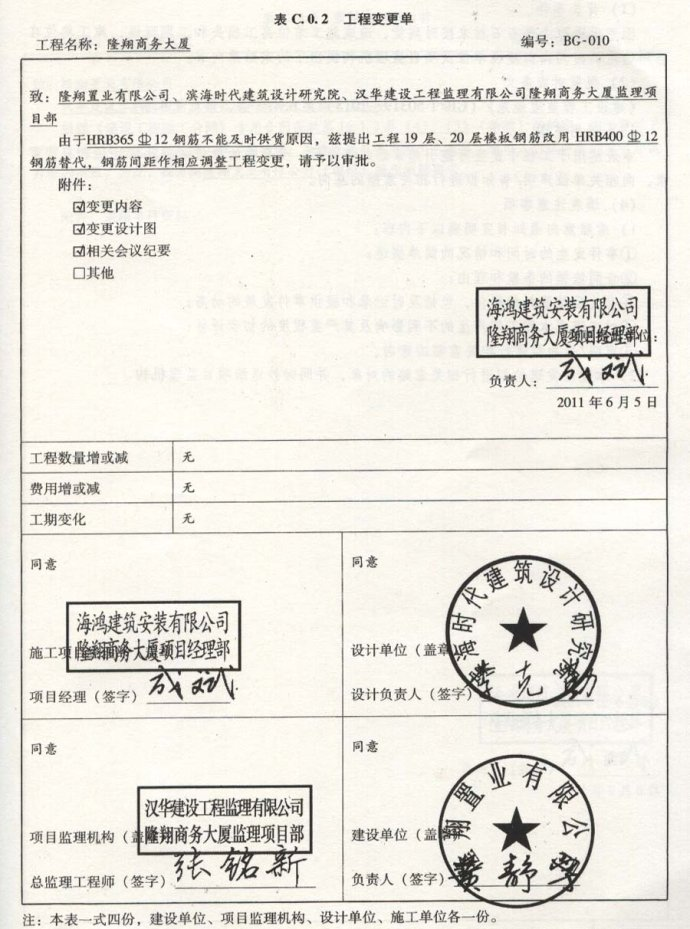 表 C.0.2 工程变更单
工程名称：隆翔商务大厦 编号：BG-010
致：隆翔置业有限公司、滨海时代建筑设计研究院、汉华建设工程监理有限公司隆翔商务大厦监理项
目部
由于HRB365 Φ12钢筋不能及时供货原因，兹提出工程19层、20层楼板钢筋改用 HRB400 Φ12
钢筋替代，钢筋间距作相应调整工程变更，请予以审批。
附件：
☑变更内容
☑变更设计图
☑相关会议纪要
□其他
海鸿建筑安装有限公司
隆翔商务大厦项目经理部
负责人：成斌
2011年6月5日
工程数量增或减 无
费用增或减 无
工期变化 无
同意
海鸿建筑安装有限公司
隆翔商务大厦项目经理部
施工项
项目经理（签字）成斌
同意
海时代建筑设计研究院
设计单位（盖章
设计负责人（签字） 克
同意
汉华建设工程监理有限公司
隆翔商务大厦监理项目部
项目监理机构（盖
总监理工程师（签字）张铭新
同意
隆翔置业有限公司
建设单位（盖章
负责人（签字）黄静
注：本表一式四份，建设单位、项目监理机构、设计单位、施工单位各一份。